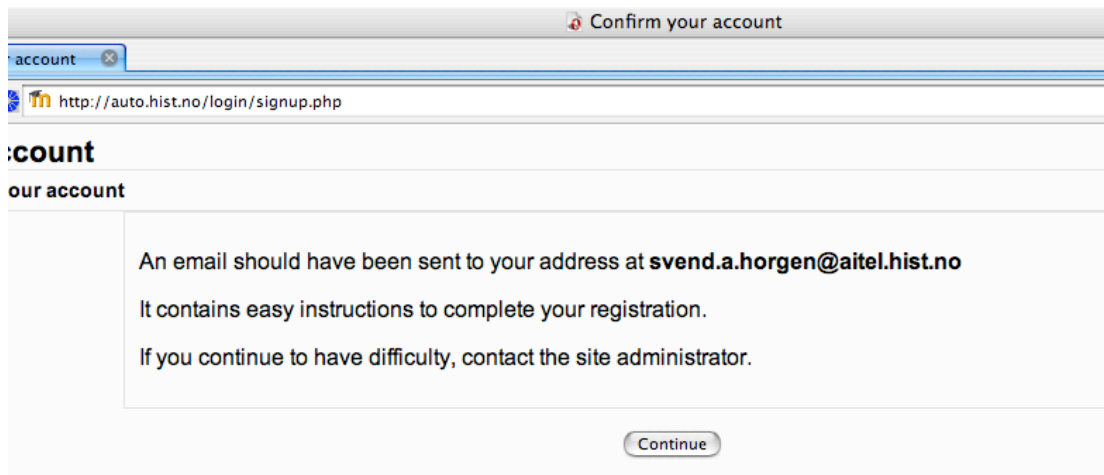 Confirm your account
account
http://auto.hist.no/login/signup.php
ccount
our account
An email should have been sent to your address at svend.a.horgen@aitel.hist.no
It contains easy instructions to complete your registration.
If you continue to have difficulty, contact the site administrator.
Continue